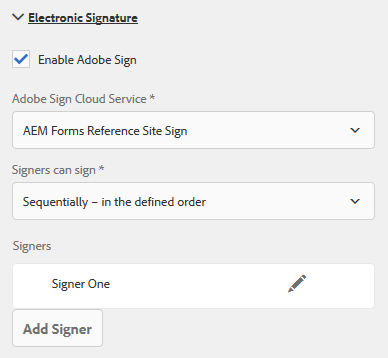 Electronic Signature
Enable Adobe Sign
Adobe Sign Cloud Service *
AEM Forms Reference Site Sign
Signers can sign *
Sequentially – in the defined order
Signers
Signer One
Add Signer